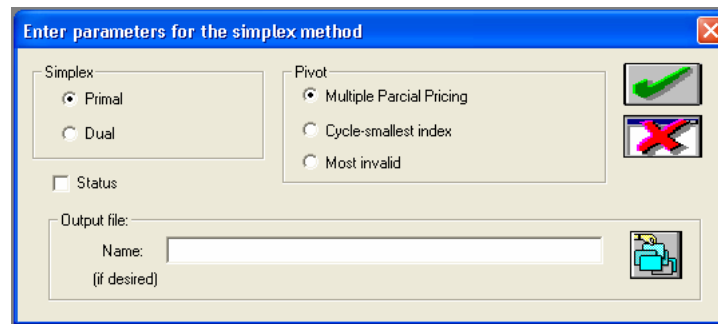 Enter parameters for the simplex method
Simplex
Primal
Dual
Pivot
Multiple Parcial Pricing
Cycle-smallest index
Most invalid
Status
Output file:
Name:
(if desired)